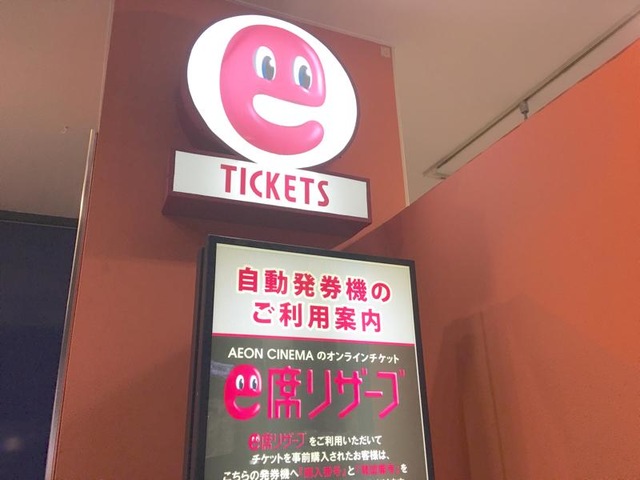 e
TICKETS
自動発券機の
ご利用案内
AEON CINEMA のオンラインチケット
e席リザーブ
e席リザーブ をご利用いただいて
チケットを事前購入されたお客様は、
こちらの発券機へ「購入番号」と「電話番号」を